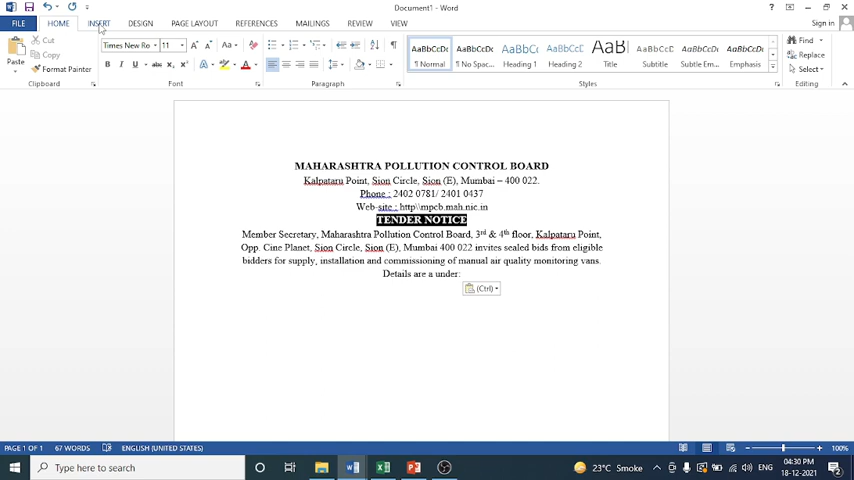 Document1 - Word
Sign in
FILE HOME INSERT DESIGN PAGE LAYOUT REFERENCES MAILINGS REVIEW VIEW
Paste
Cut
Copy
Format Painter
Clipboard
Times New Ro 11
Font
Paragraph
AaBbCcDc ¶ Normal
AaBbCcDc ¶ No Spac...
AaBbCc Heading 1
AaBbCc Heading 2
AaBb Title
AaBbCcD Subtitle
AaBbCcDt Subtle Em...
AaBbCcDt Emphasis
Styles
Find
Replace
Select
Editing
MAHARASHTRA POLLUTION CONTROL BOARD
Kalpataru Point, Sion Circle, Sion (E), Mumbai – 400 022.
Phone : 2402 0781/ 2401 0437
Web-site : http\\mpcb.mah.nic.in
TENDER NOTICE
Member Secretary, Maharashtra Pollution Control Board, 3rd & 4th floor, Kalpataru Point,
Opp. Cine Planet, Sion Circle, Sion (E), Mumbai 400 022 invites sealed bids from eligible
bidders for supply, installation and commissioning of manual air quality monitoring vans.
Details are a under:
(Ctrl)
PAGE 1 OF 1 67 WORDS ENGLISH (UNITED STATES) 100%
Type here to search
23°C Smoke
ENG
04:30 PM
18-12-2021
2